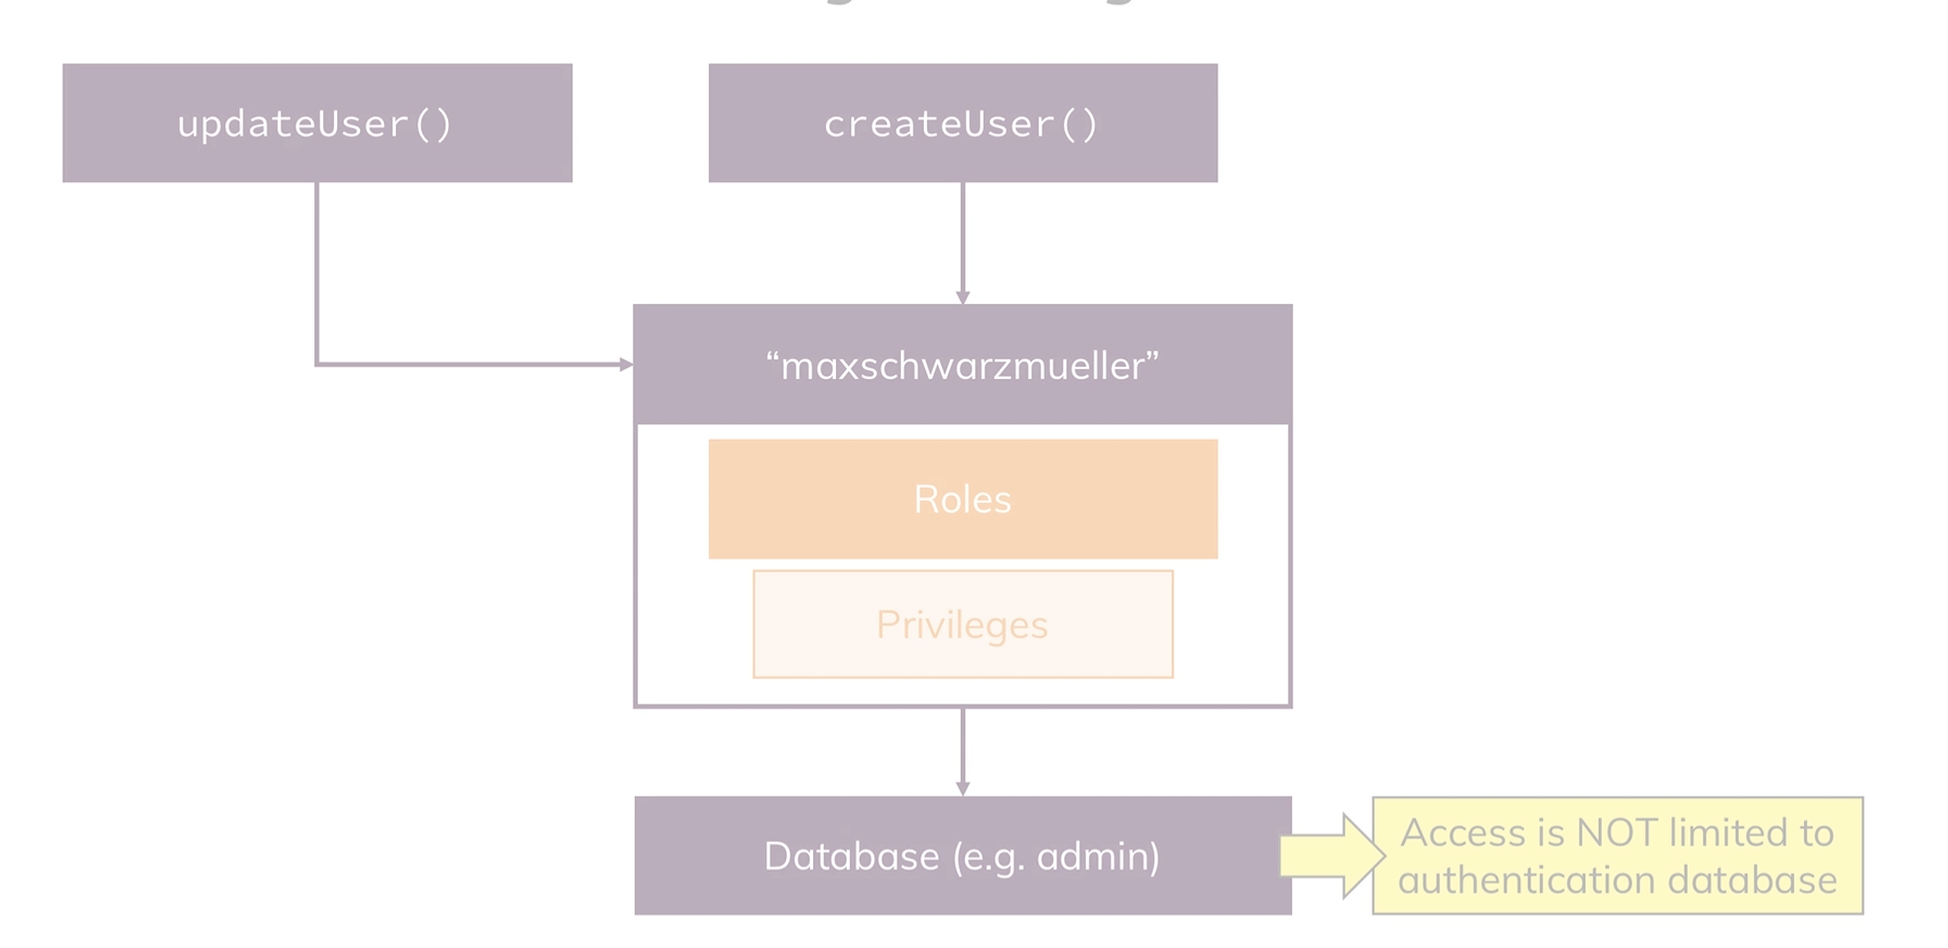 updateUser()
createUser()
“maxschwarzmueller”
Roles
Privileges
Database (e.g. admin)
Access is NOT limited to
authentication database